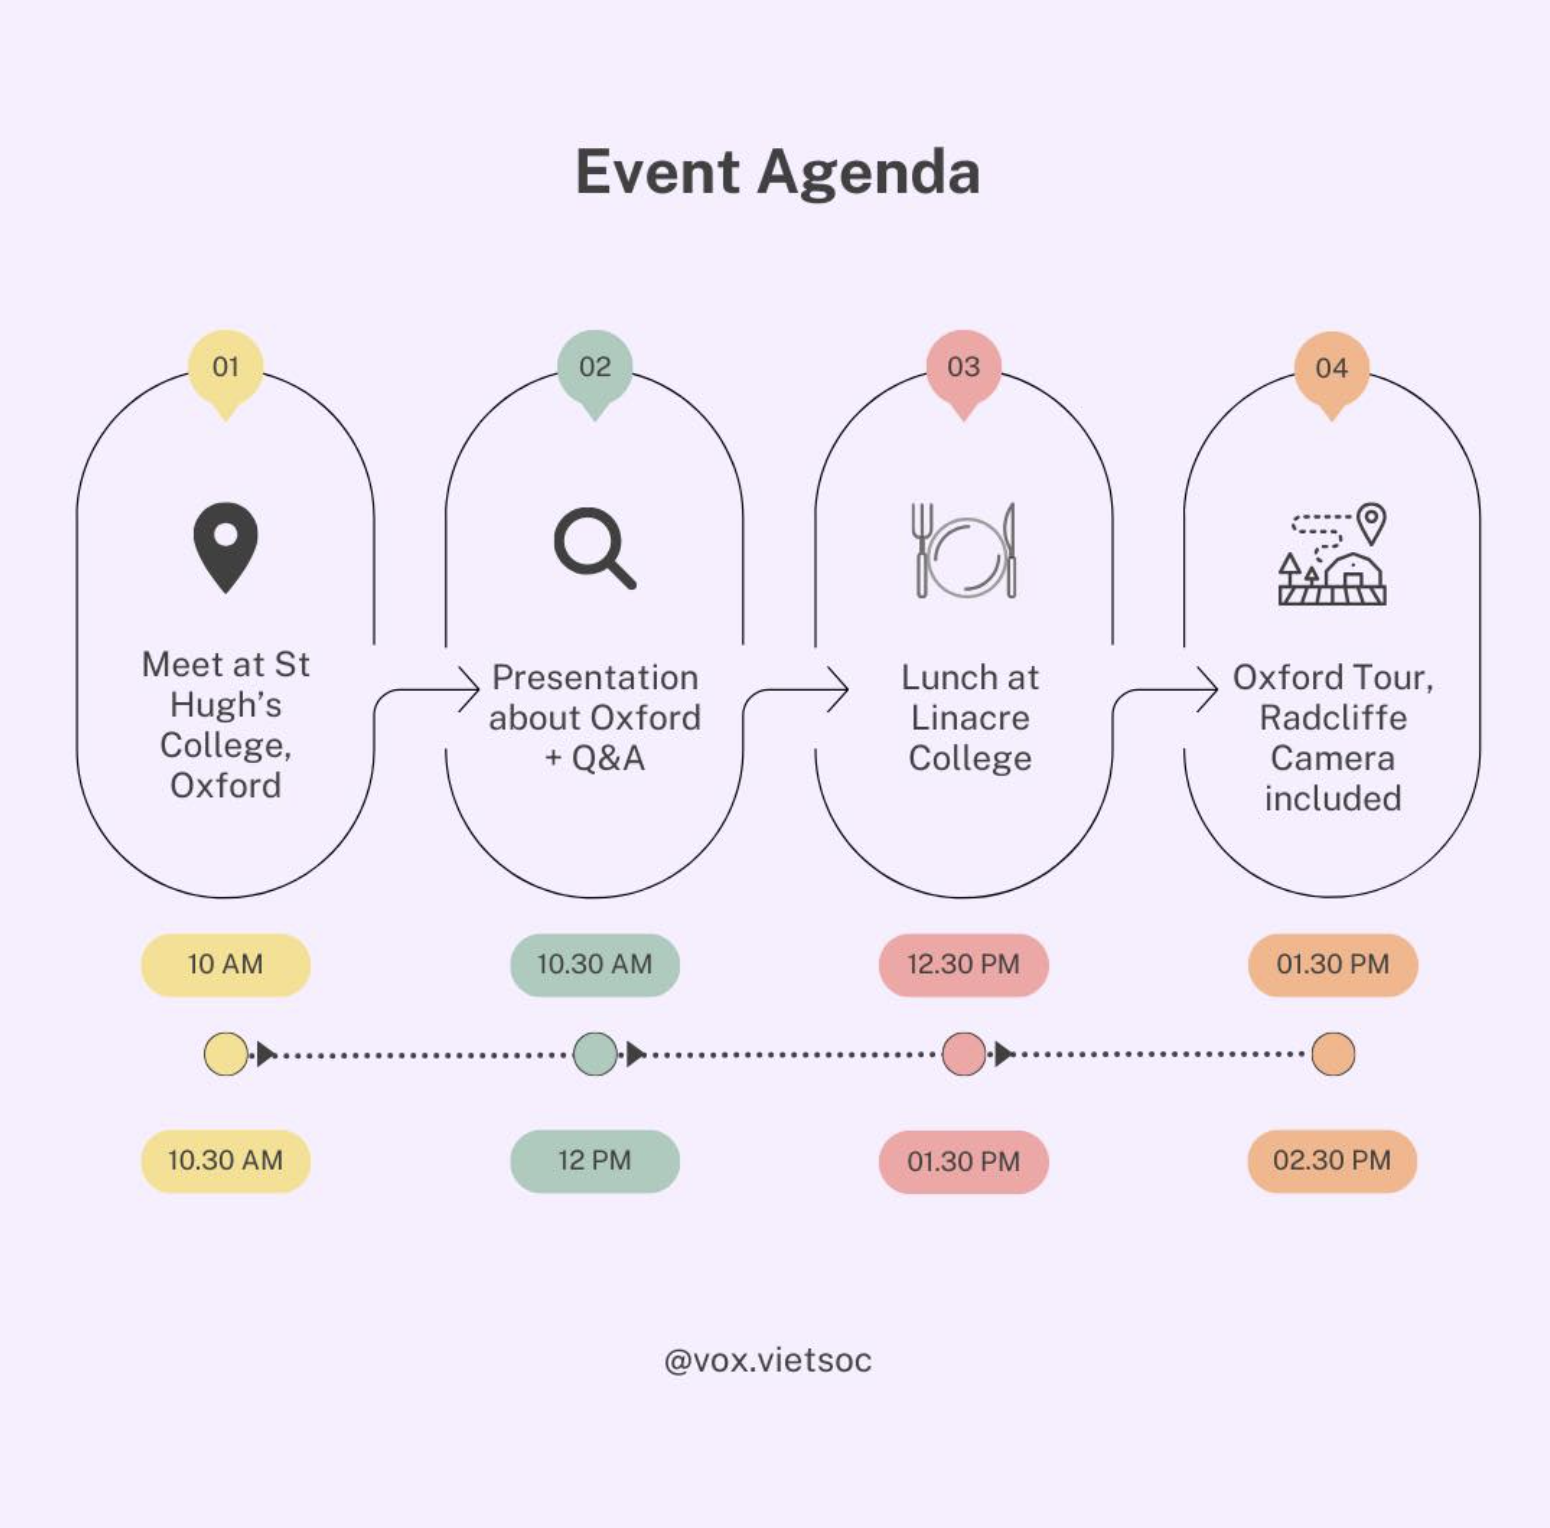 Event Agenda
01
Meet at St
Hugh’s
College,
Oxford
10 AM
10.30 AM
02
Presentation
about Oxford
+ Q&A
10.30 AM
12 PM
03
Lunch at
Linacre
College
12.30 PM
01.30 PM
04
Oxford Tour,
Radcliffe
Camera
included
01.30 PM
02.30 PM
@vox.vietsoc